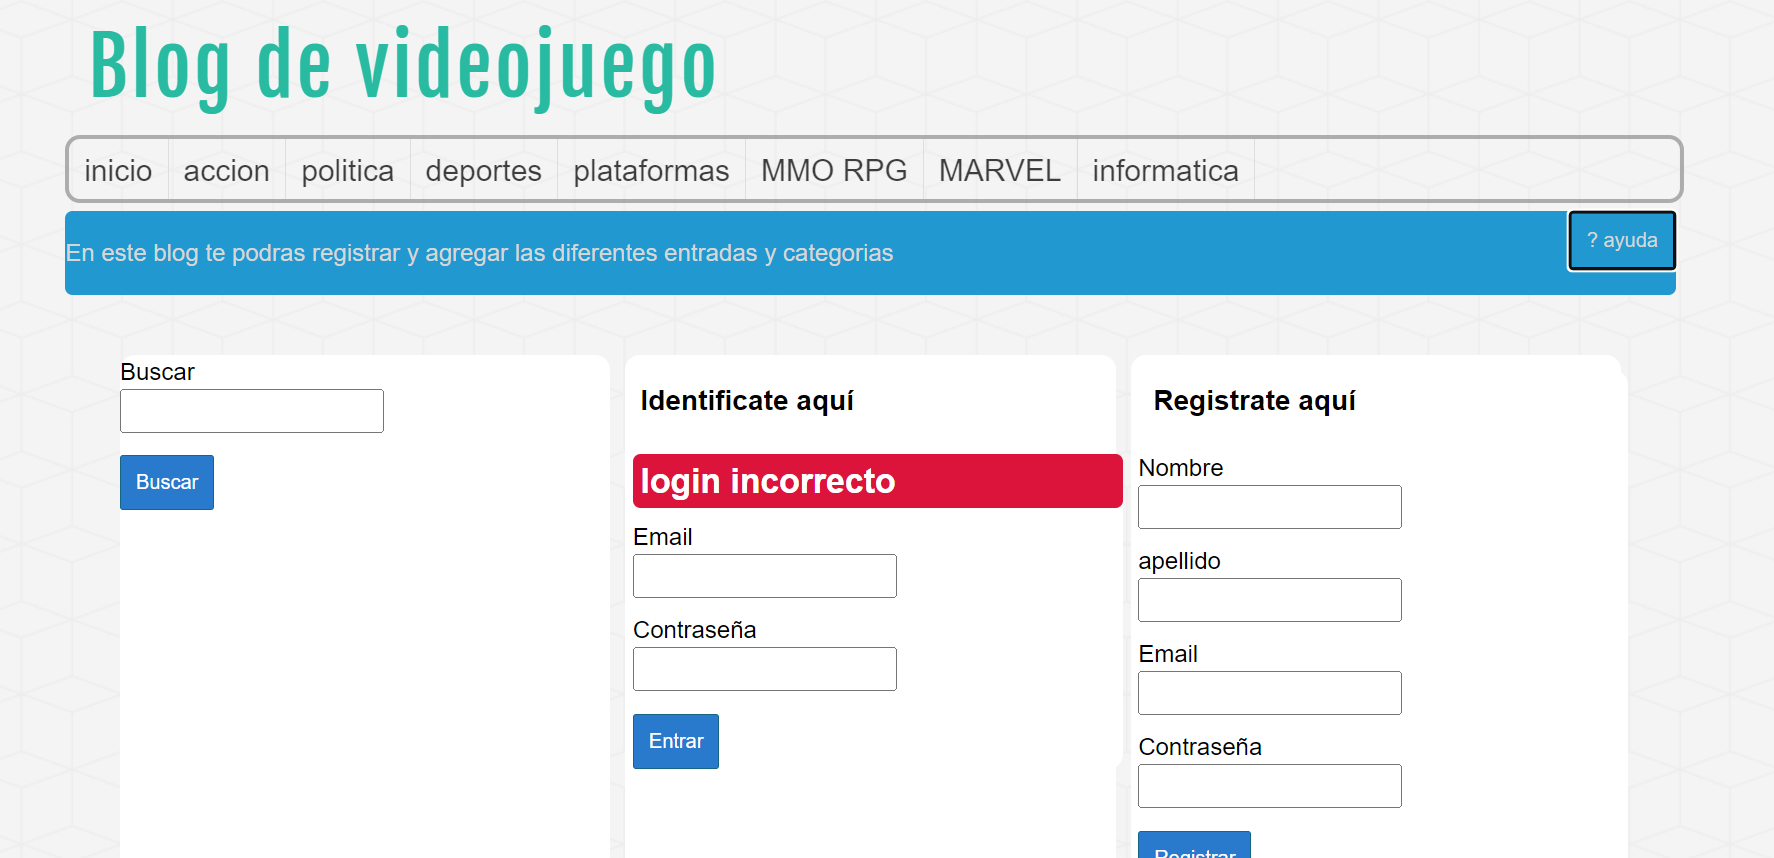 Blog de videojuego
inicio accion politica deportes plataformas MMO RPG MARVEL informatica
En este blog te podras registrar y agregar las diferentes entradas y categorias
? ayuda
Buscar
Buscar
Identificate aquí
login incorrecto
Email
Contraseña
Entrar
Registrate aquí
Nombre
apellido
Email
Contraseña
Registrar